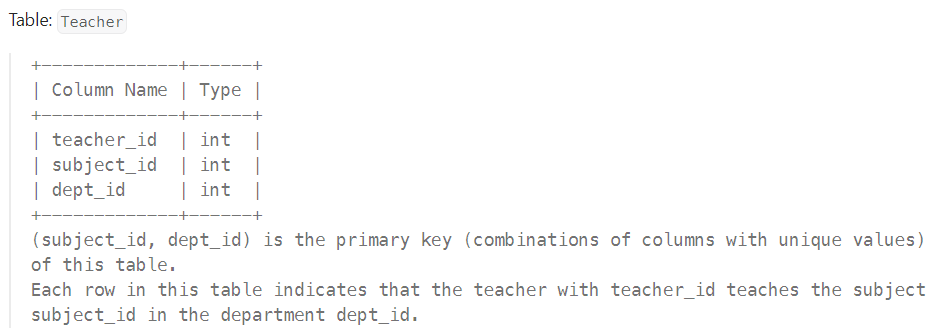 Table: Teacher
+-------------+------+
| Column Name | Type |
+-------------+------+
| teacher_id  | int  |
| subject_id  | int  |
| dept_id     | int  |
+-------------+------+
(subject_id, dept_id) is the primary key (combinations of columns with unique values)
of this table.
Each row in this table indicates that the teacher with teacher_id teaches the subject
subject_id in the department dept_id.